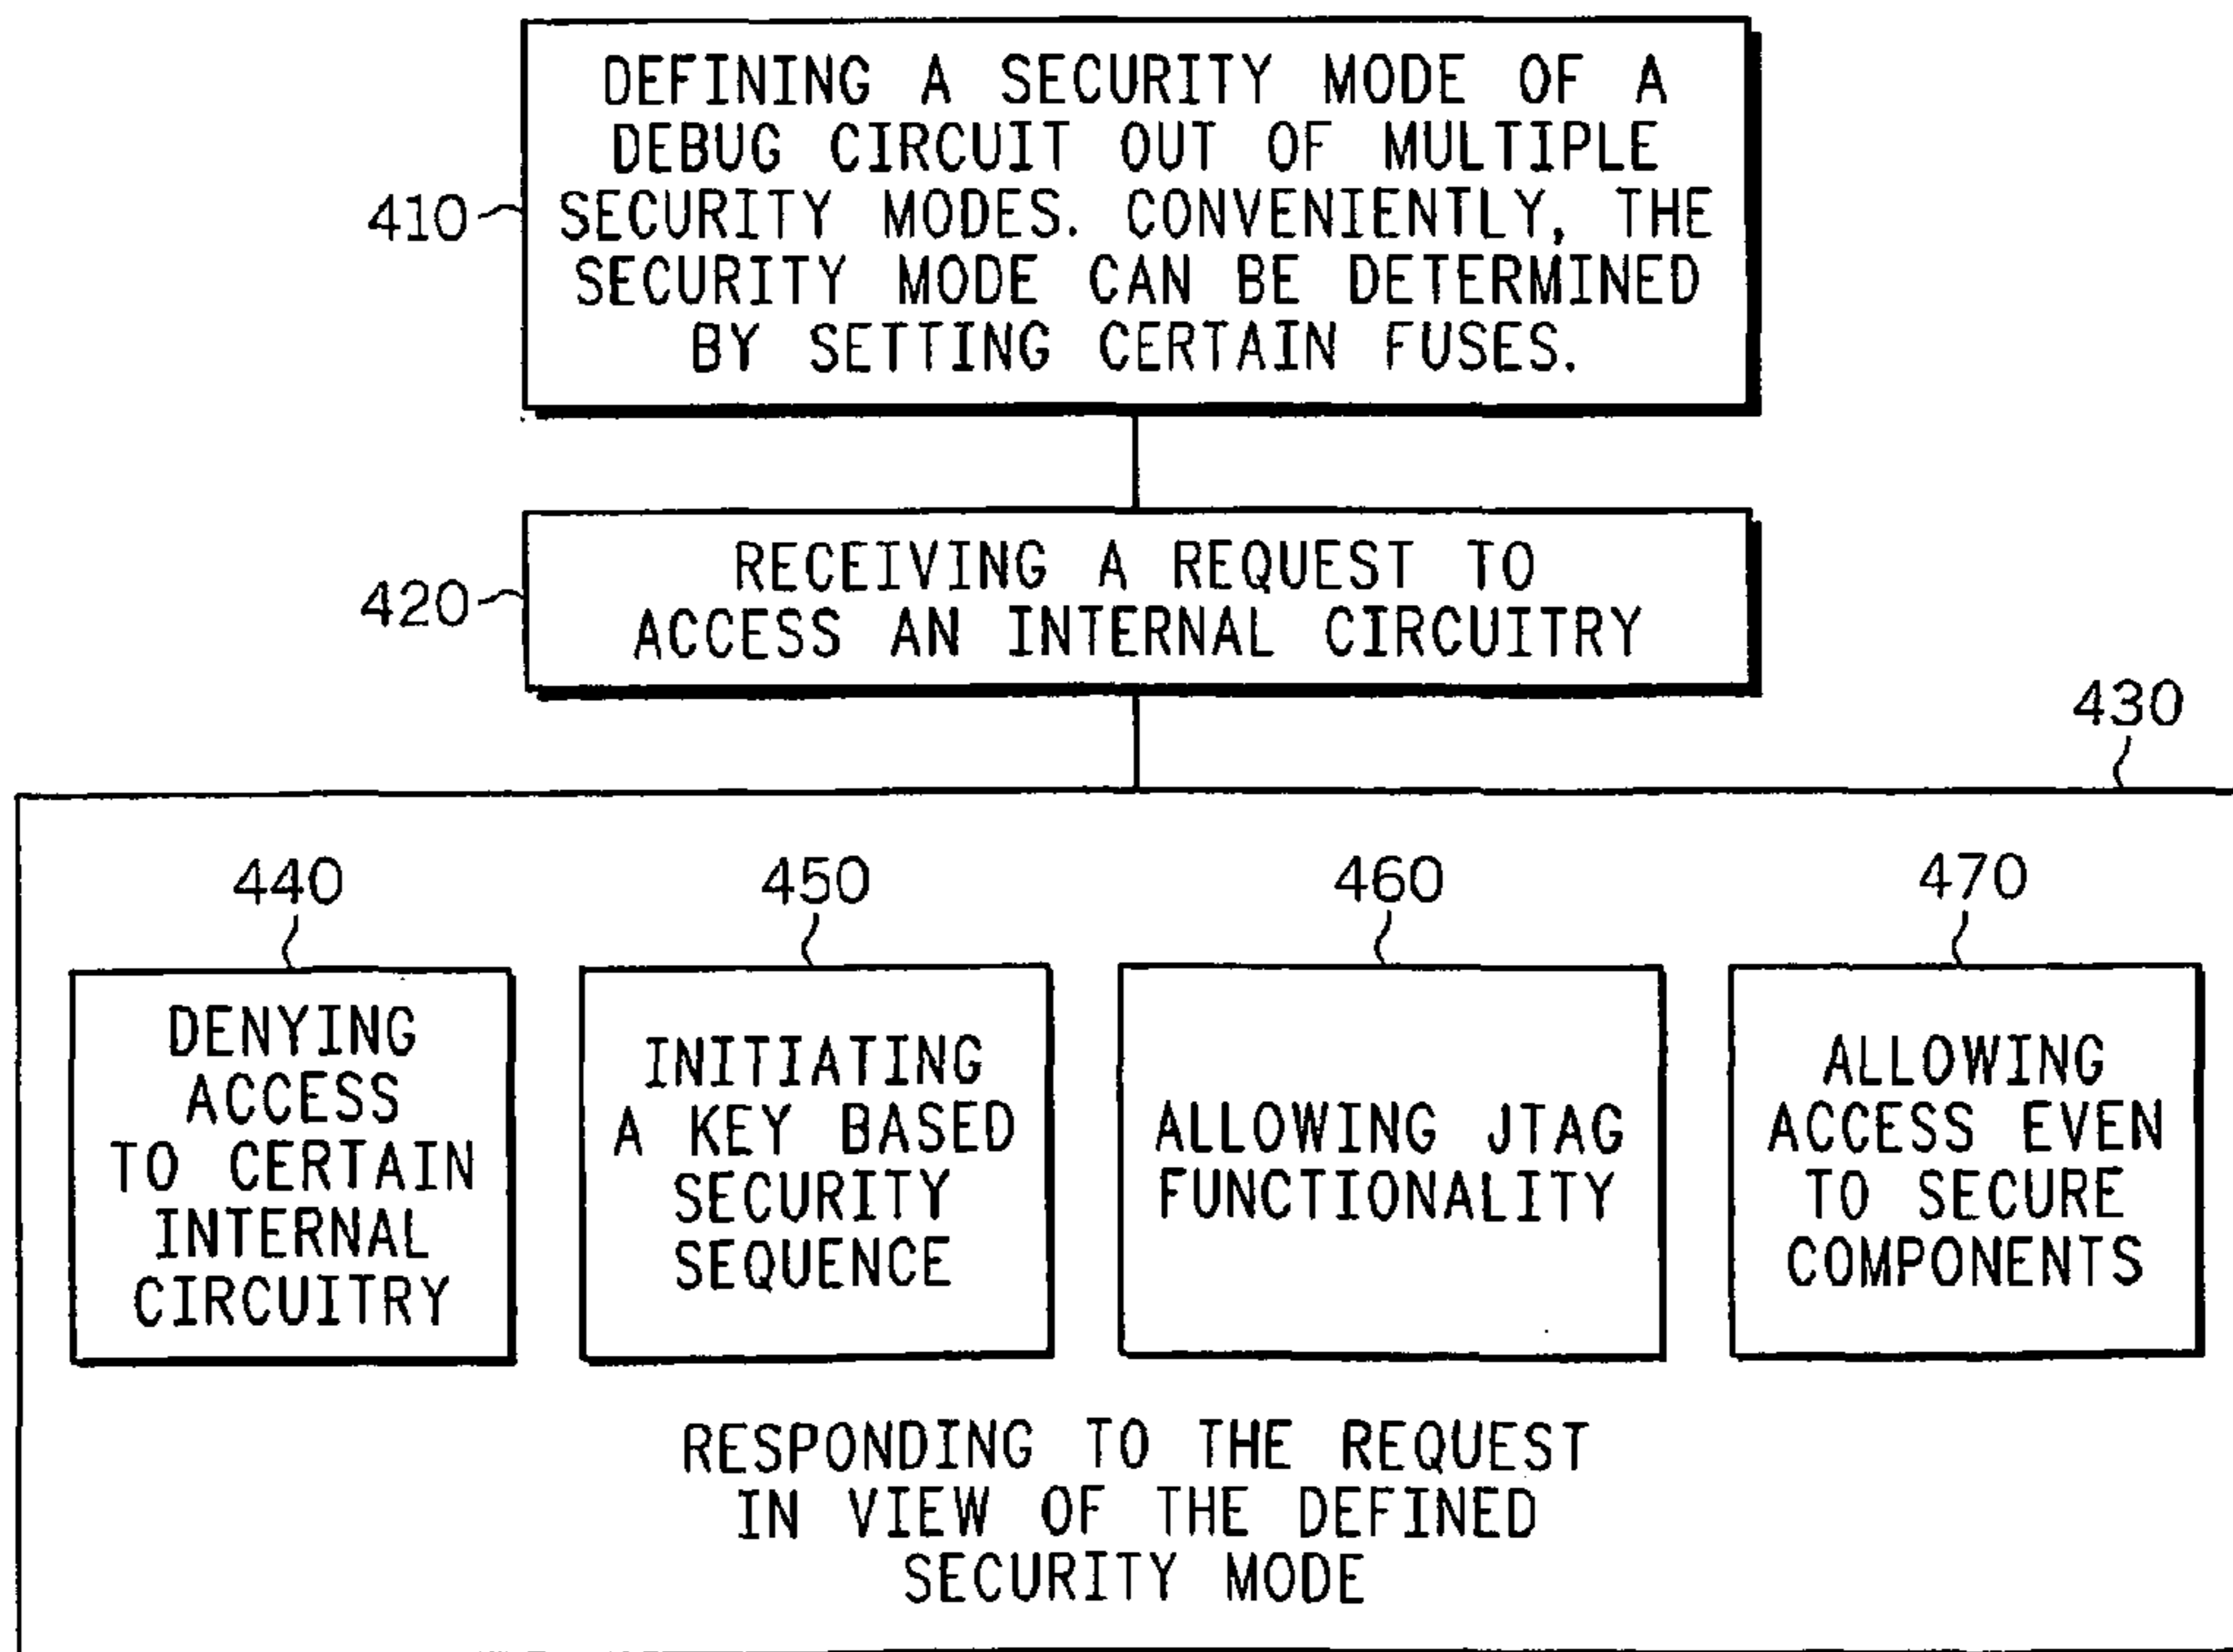 DEFINING A SECURITY MODE OF A
DEBUG CIRCUIT OUT OF MULTIPLE
SECURITY MODES. CONVENIENTLY, THE
SECURITY MODE CAN BE DETERMINED
BY SETTING CERTAIN FUSES.
410
RECEIVING A REQUEST TO
ACCESS AN INTERNAL CIRCUITRY
420
430
440
DENYING
ACCESS
TO CERTAIN
INTERNAL
CIRCUITRY
450
INITIATING
A KEY BASED
SECURITY
SEQUENCE
460
ALLOWING JTAG
FUNCTIONALITY
470
ALLOWING
ACCESS EVEN
TO SECURE
COMPONENTS
RESPONDING TO THE REQUEST
IN VIEW OF THE DEFINED
SECURITY MODE